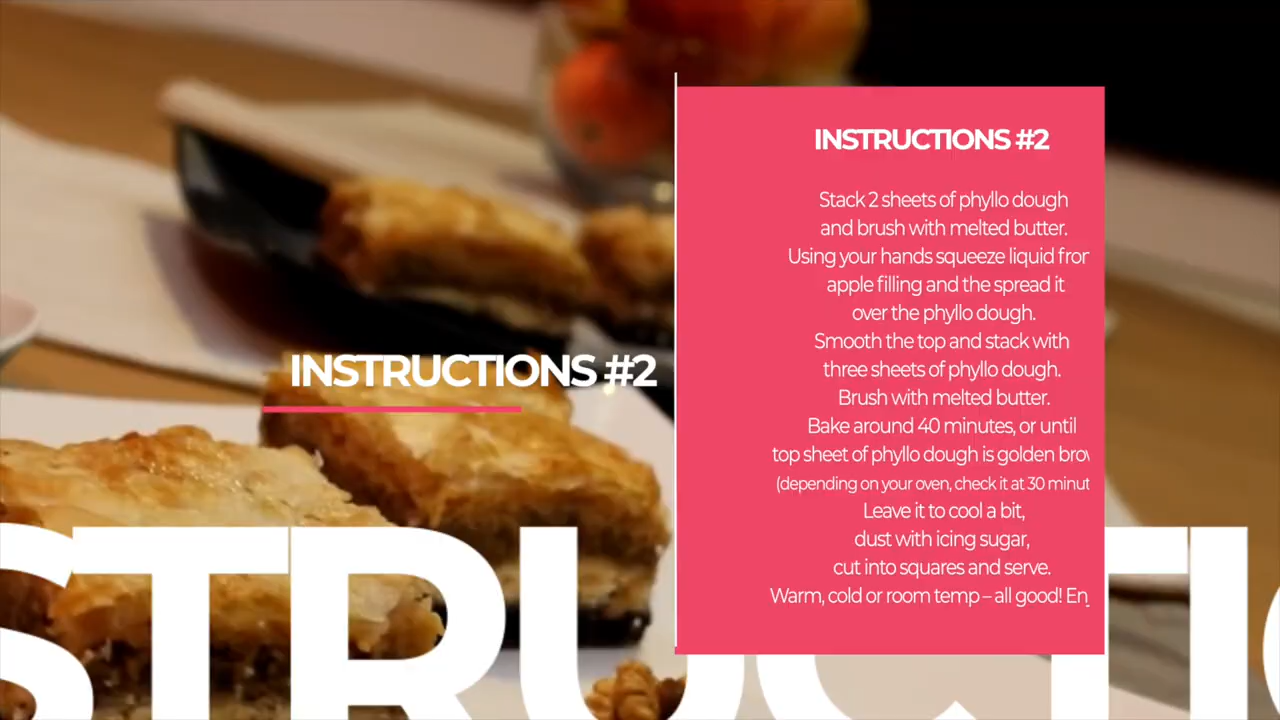 INSTRUCTIONS #2
INSTRUCTIONS #2
Stack 2 sheets of phyllo dough
and brush with melted butter.
Using your hands squeeze liquid
apple filling and the spread it
over the phyllo dough.
Smooth the top and stack with
three sheets of phyllo dough.
Brush with melted butter.
Bake around 40 minutes, or until
top sheet of phyllo dough is golden
(depending on your oven, check it at 30
Leave it to cool a bit,
dust with icing sugar,
cut into squares and serve.
Warm, cold or room temp – all good!
STRUCTIO